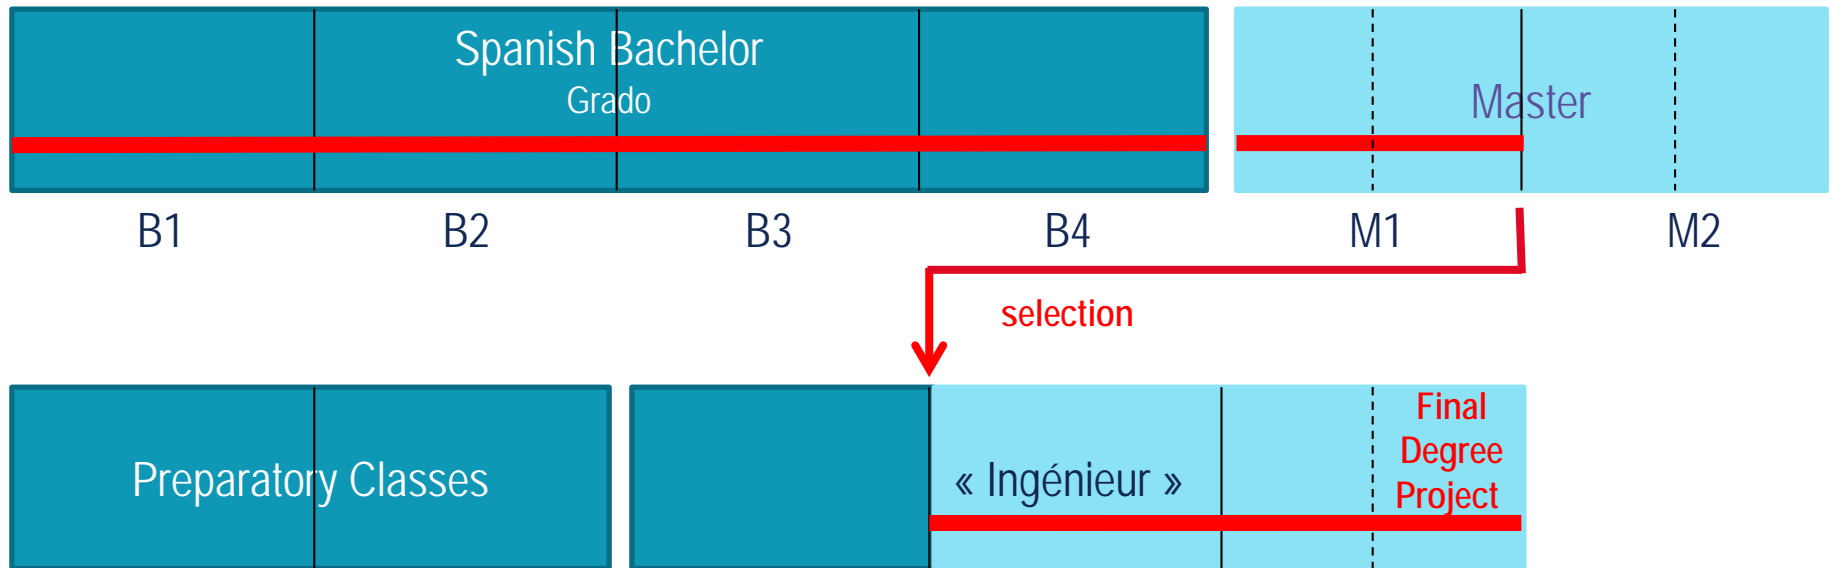 Spanish Bachelor
Grado
Master
B1
B2
B3
B4
M1
M2
selection
Preparatory Classes
« Ingénieur »
Final
Degree
Project